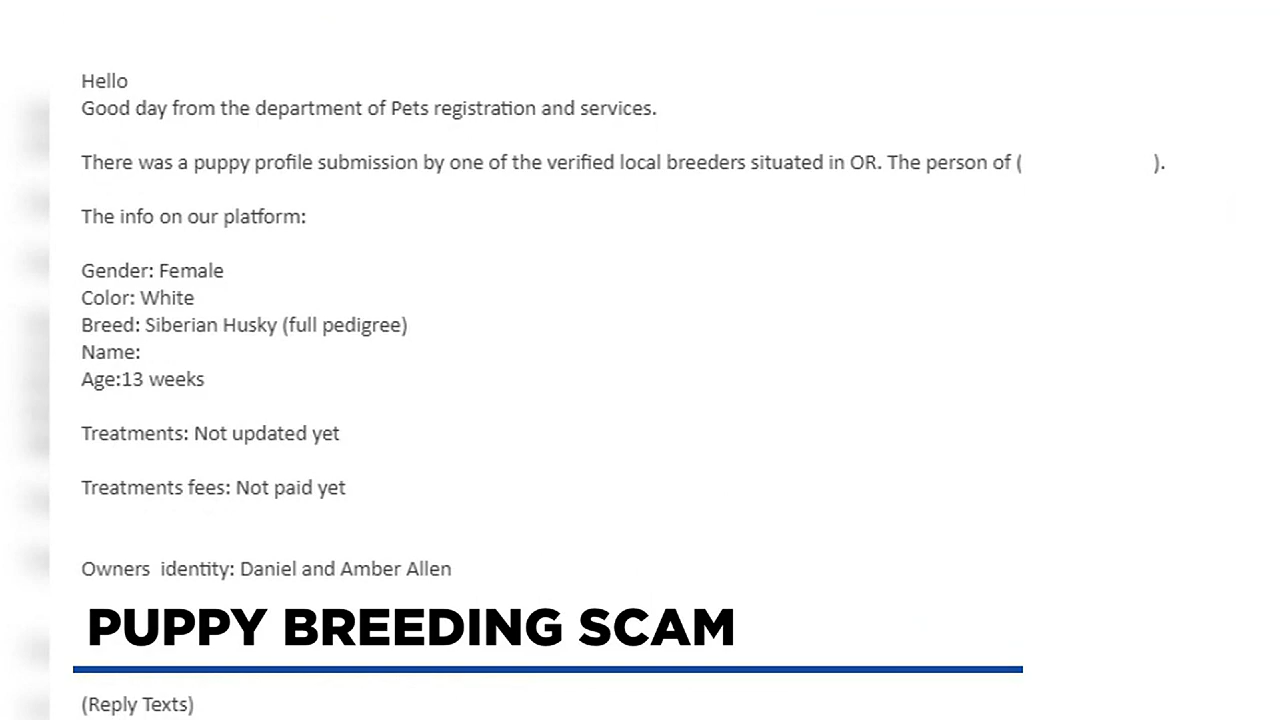 Hello
Good day from the department of Pets registration and services.
There was a puppy profile submission by one of the verified local breeders situated in OR. The person of ( ).
The info on our platform:
Gender: Female
Color: White
Breed: Siberian Husky (full pedigree)
Name:
Age:13 weeks
Treatments: Not updated yet
Treatments fees: Not paid yet
Owners  identity: Daniel and Amber Allen
PUPPY BREEDING SCAM
(Reply Texts)